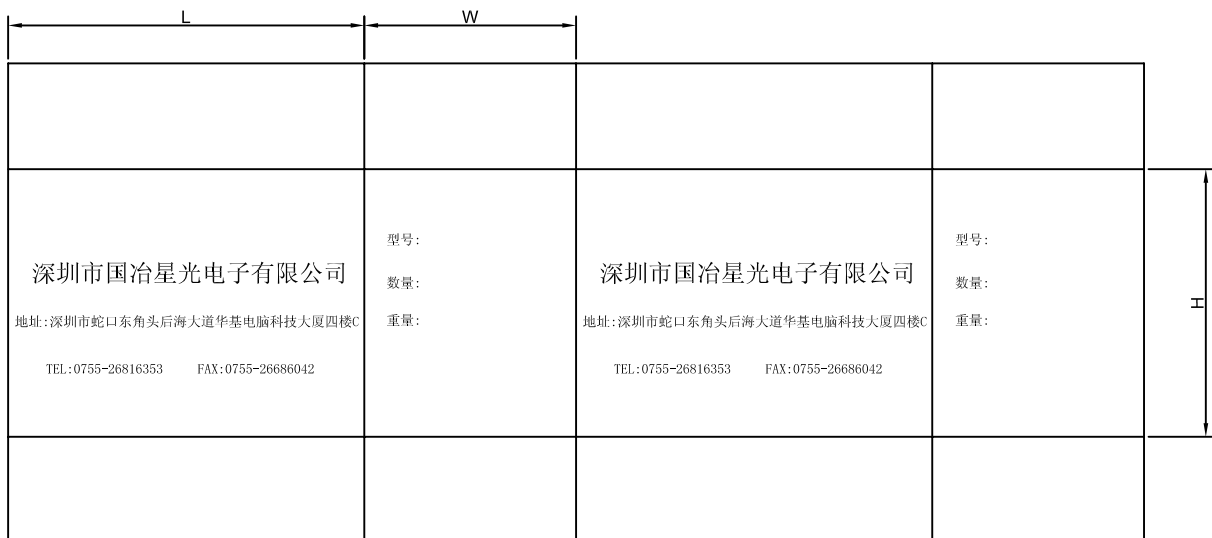 L
W
型号:
深圳市国冶星光电子有限公司
数量:
地址:深圳市蛇口东角头后海大道华基电脑科技大厦四楼C
重量:
TEL:0755-26816353 FAX:0755-26686042
型号:
深圳市国冶星光电子有限公司
数量:
地址:深圳市蛇口东角头后海大道华基电脑科技大厦四楼C
重量:
TEL:0755-26816353 FAX:0755-26686042
H